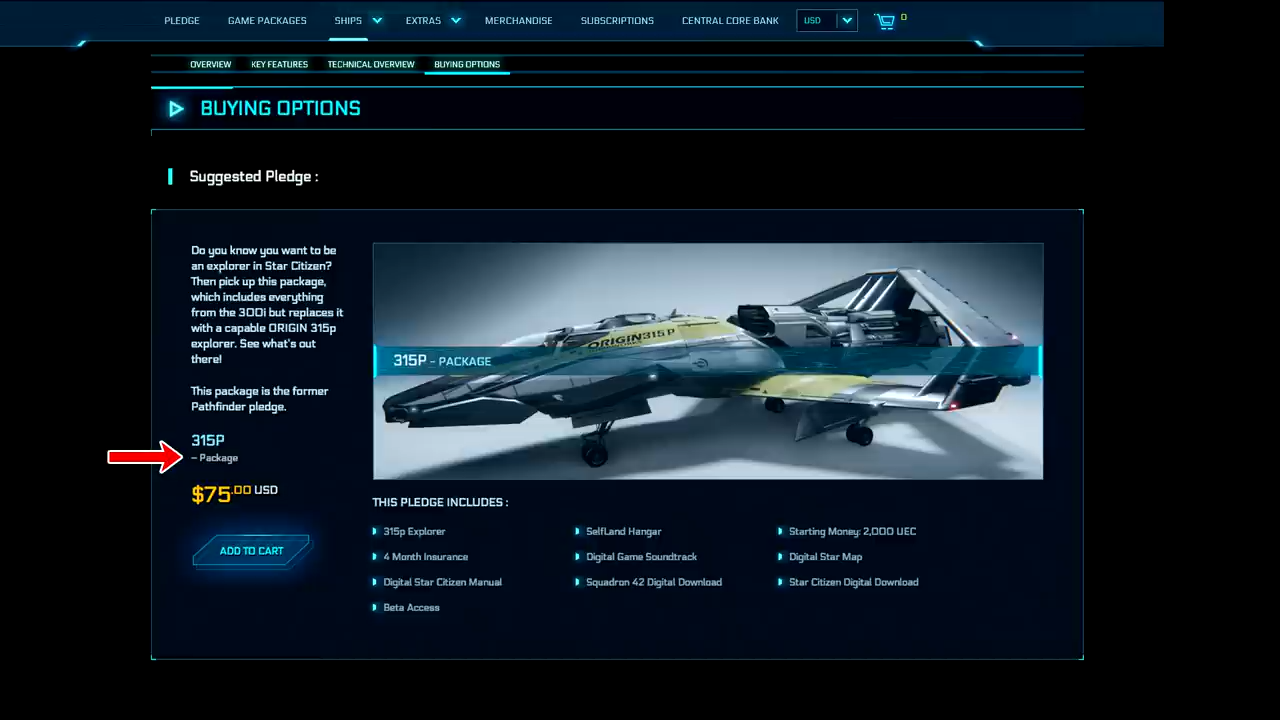 PLEDGE GAME PACKAGES SHIPS EXTRAS MERCHANDISE SUBSCRIPTIONS CENTRAL CORE BANK USD 0
OVERVIEW KEY FEATURES TECHNICAL OVERVIEW BUYING OPTIONS
BUYING OPTIONS
Suggested Pledge :
Do you know you want to be
an explorer in Star Citizen?
Then pick up this package,
which includes everything
from the 300i but replaces it
with a capable ORIGIN 315p
explorer. See what's out
there!
This package is the former
Pathfinder pledge.
315P
– Package
$75.00 USD
ADD TO CART
ORIGIN315P
315P – PACKAGE
THIS PLEDGE INCLUDES :
315p Explorer SelfLand Hangar Starting Money: 2,000 UEC
4 Month Insurance Digital Game Soundtrack Digital Star Map
Digital Star Citizen Manual Squadron 42 Digital Download Star Citizen Digital Download
Beta Access